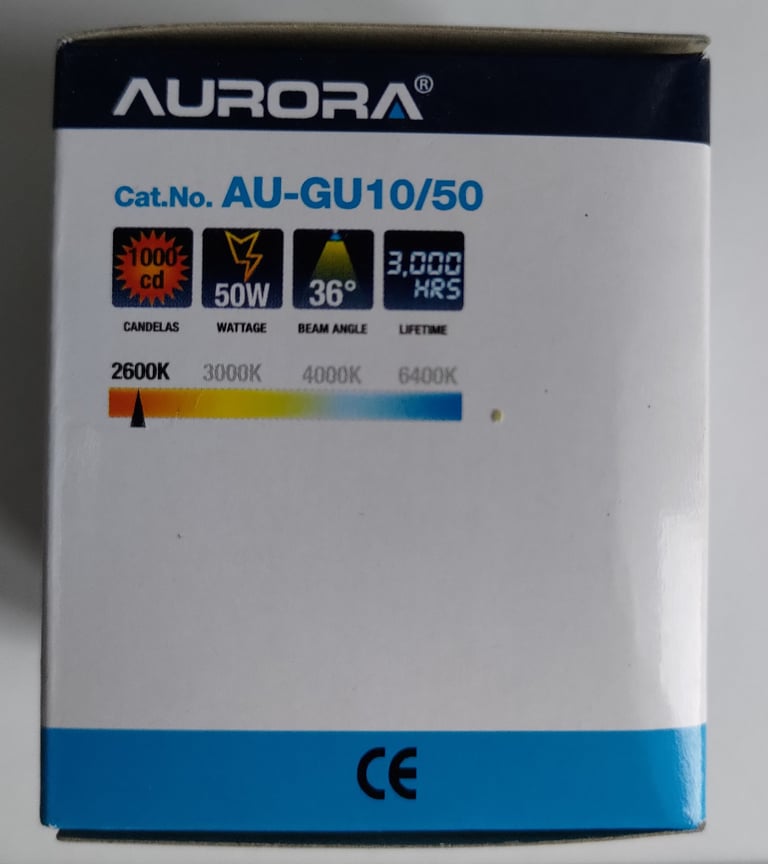 AURORA®
Cat.No. AU-GU10/50
1000 cd 50W 36° 3,000 HRS
CANDELAS WATTAGE BEAM ANGLE LIFETIME
2600K 3000K 4000K 6400K
CE